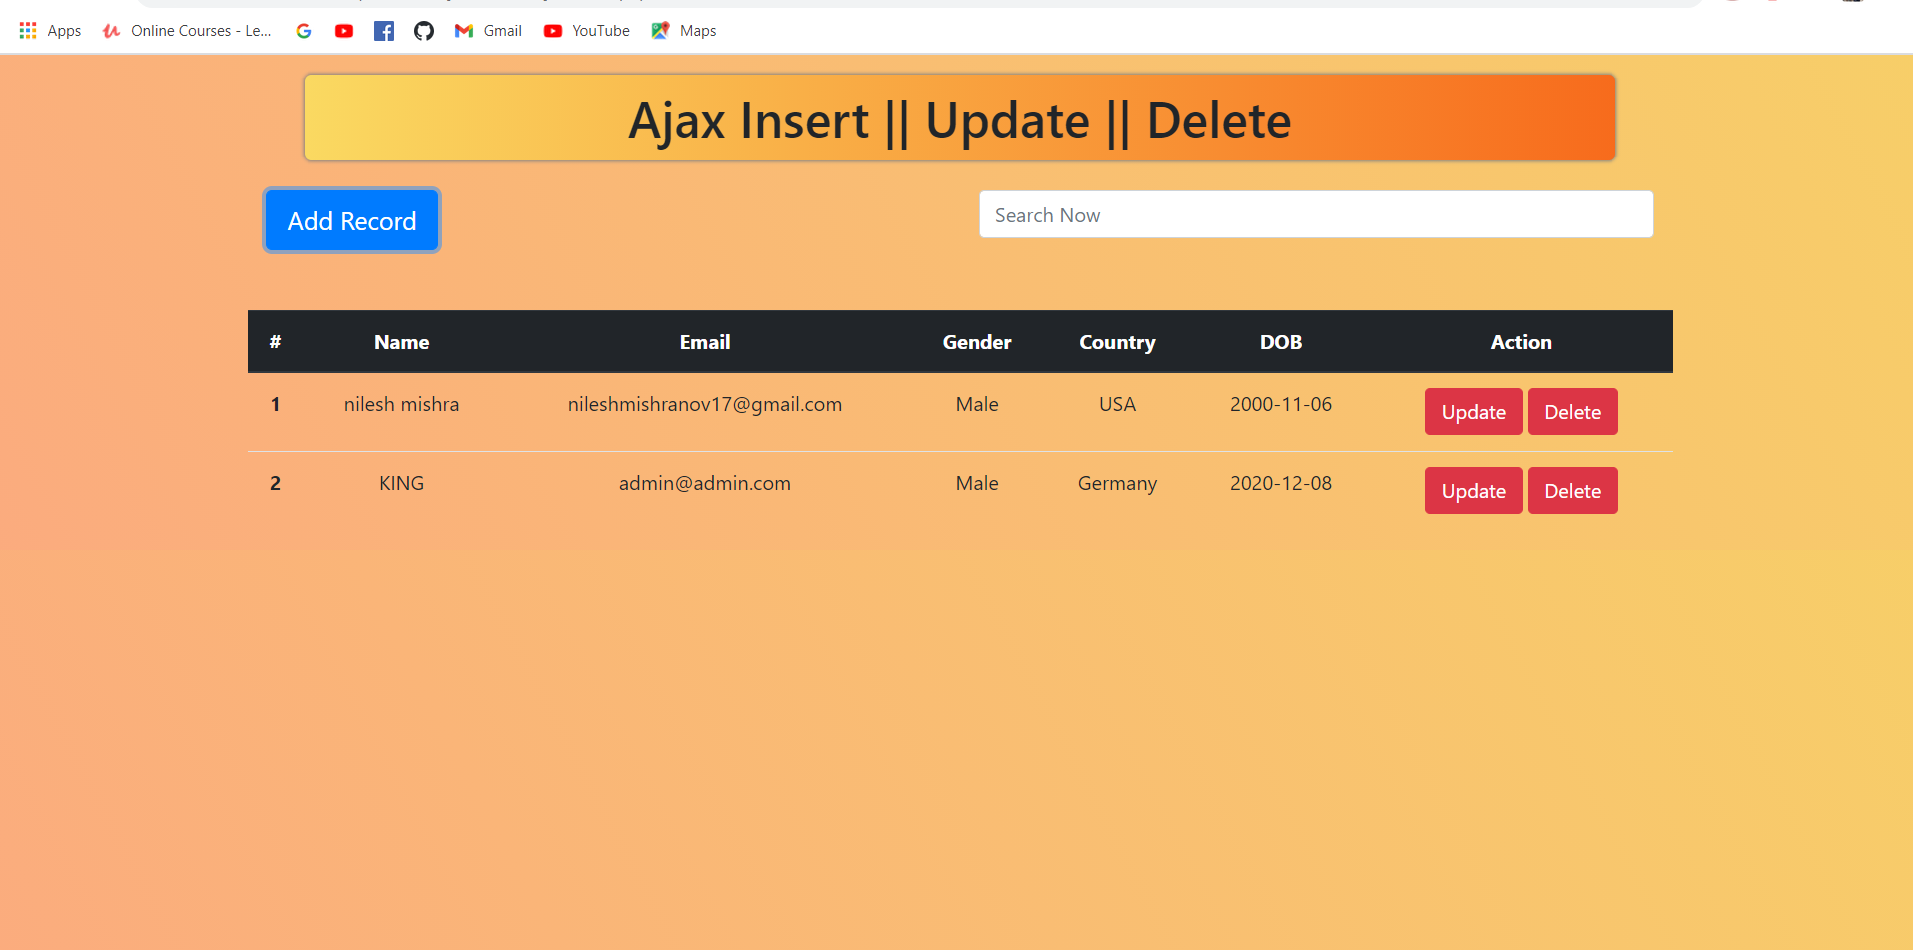 Apps Online Courses - Le... Gmail YouTube Maps
Ajax Insert || Update || Delete
Add Record
Search Now
# Name Email Gender Country DOB Action
1 nilesh mishra nileshmishranov17@gmail.com Male USA 2000-11-06 Update Delete
2 KING admin@admin.com Male Germany 2020-12-08 Update Delete